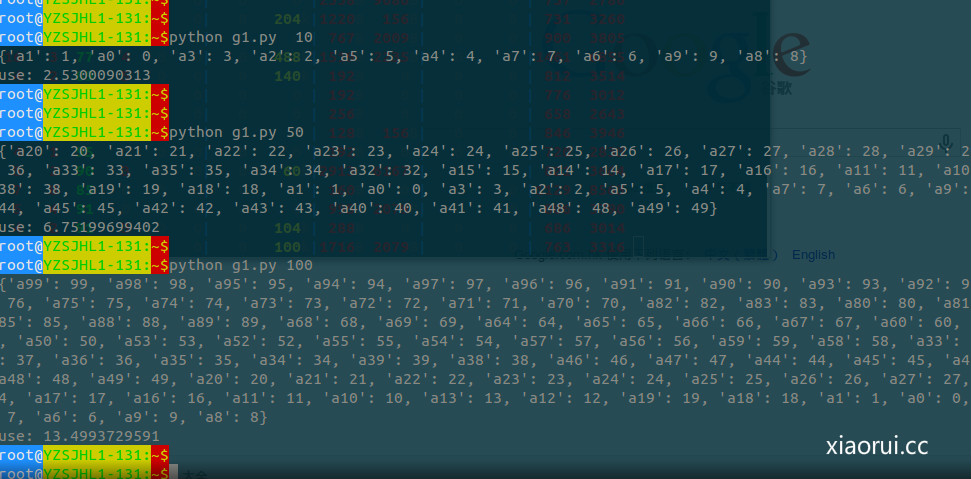 root@YZSJHL1-131:~$
root@YZSJHL1-131:~$ 204
root@YZSJHL1-131:~$python g1.py 10
{'a1': 1, 'a0': 0, 'a3': 3, 'a2': 2, 'a5': 5, 'a4': 4, 'a7': 7, 'a6': 6, 'a9': 9, 'a8': 8}
use: 2.5300090313 140
root@YZSJHL1-131:~$
root@YZSJHL1-131:~$
root@YZSJHL1-131:~$python g1.py 50
{'a20': 20, 'a21': 21, 'a22': 22, 'a23': 23, 'a24': 24, 'a25': 25, 'a26': 26, 'a27': 27, 'a28': 28, 'a29': 2
36, 'a33': 33, 'a35': 35, 'a34': 34, 'a32': 32, 'a15': 15, 'a14': 14, 'a17': 17, 'a16': 16, 'a11': 11, 'a10
38': 38, 'a19': 19, 'a18': 18, 'a1': 1, 'a0': 0, 'a3': 3, 'a2': 2, 'a5': 5, 'a4': 4, 'a7': 7, 'a6': 6, 'a9':
44, 'a45': 45, 'a42': 42, 'a43': 43, 'a40': 40, 'a41': 41, 'a48': 48, 'a49': 49}
use: 6.75199699402 104
root@YZSJHL1-131:~$ 100
root@YZSJHL1-131:~$python g1.py 100
English
{'a99': 99, 'a98': 98, 'a95': 95, 'a94': 94, 'a97': 97, 'a96': 96, 'a91': 91, 'a90': 90, 'a93': 93, 'a92': 9
76, 'a75': 75, 'a74': 74, 'a73': 73, 'a72': 72, 'a71': 71, 'a70': 70, 'a82': 82, 'a83': 83, 'a80': 80, 'a81
85': 85, 'a88': 88, 'a89': 89, 'a68': 68, 'a69': 69, 'a64': 64, 'a65': 65, 'a66': 66, 'a67': 67, 'a60': 60,
, 'a50': 50, 'a53': 53, 'a52': 52, 'a55': 55, 'a54': 54, 'a57': 57, 'a56': 56, 'a59': 59, 'a58': 58, 'a33':
: 37, 'a36': 36, 'a35': 35, 'a34': 34, 'a39': 39, 'a38': 38, 'a46': 46, 'a47': 47, 'a44': 44, 'a45': 45, 'a4
a48': 48, 'a49': 49, 'a20': 20, 'a21': 21, 'a22': 22, 'a23': 23, 'a24': 24, 'a25': 25, 'a26': 26, 'a27': 27,
4, 'a17': 17, 'a16': 16, 'a11': 11, 'a10': 10, 'a13': 13, 'a12': 12, 'a19': 19, 'a18': 18, 'a1': 1, 'a0': 0,
7, 'a6': 6, 'a9': 9, 'a8': 8}
use: 13.4993729591
root@YZSJHL1-131:~$
root@YZSJHL1-131:~$
谷歌
xiaorui.cc